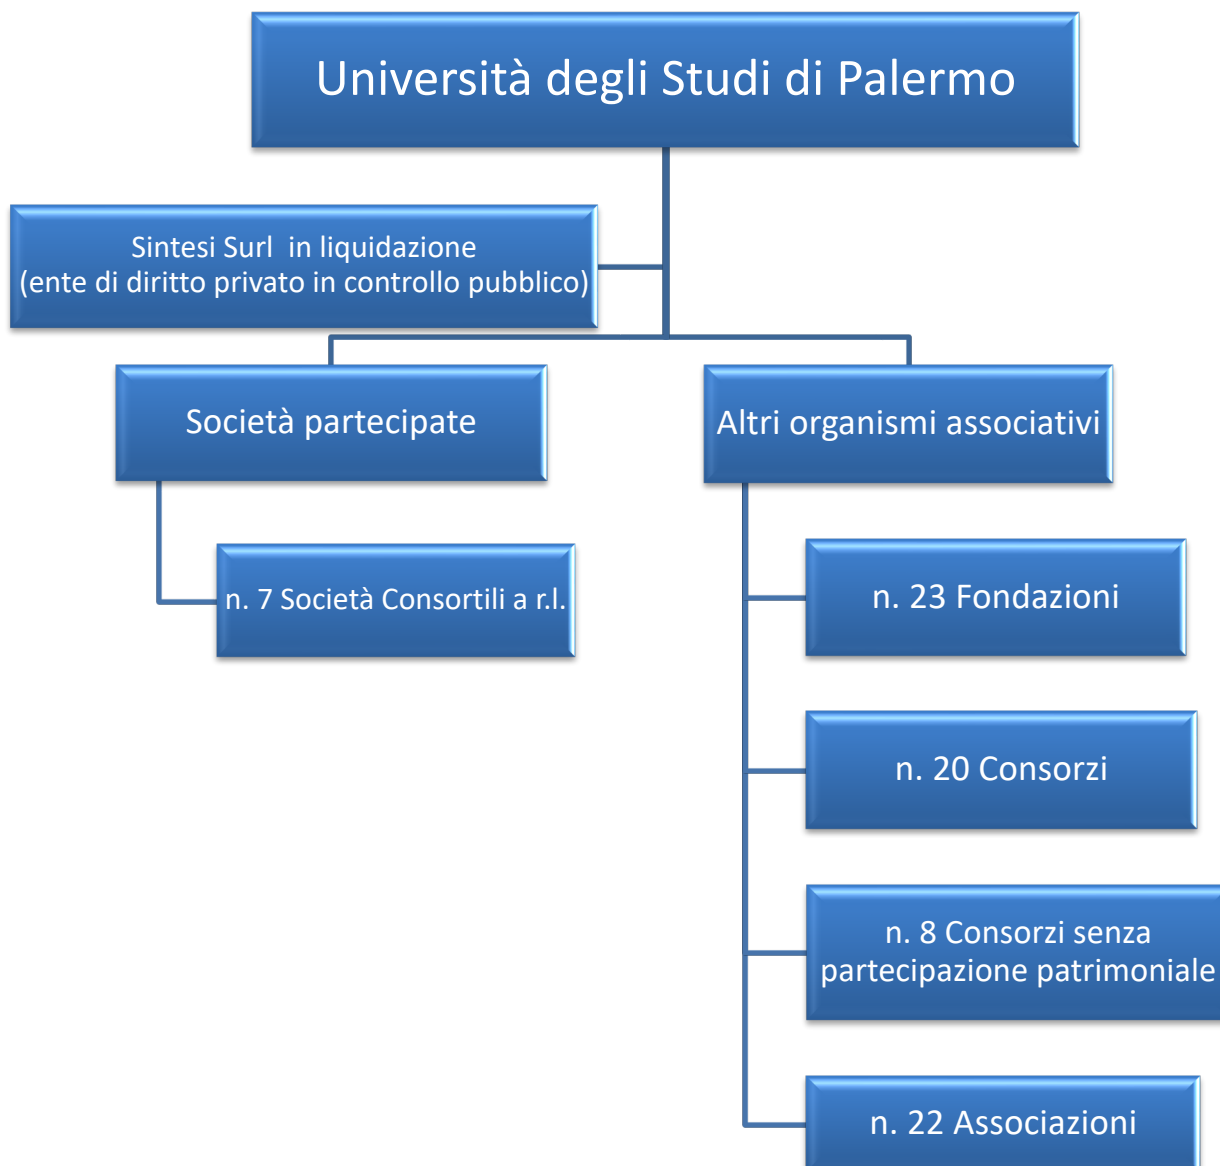 Università degli Studi di Palermo
Sintesi Surl in liquidazione
(ente di diritto privato in controllo pubblico)
Società partecipate
Altri organismi associativi
n. 7 Società Consortili a r.l.
n. 23 Fondazioni
n. 20 Consorzi
n. 8 Consorzi senza
partecipazione patrimoniale
n. 22 Associazioni